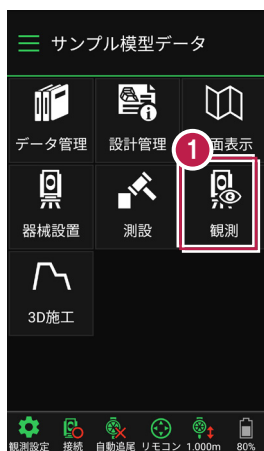 サンプル模型データ
データ管理 設計管理 面表示
1
器械設置 測設 観測
3D施工
観測設定 接続 自動追尾 リモコン 1.000m 80%